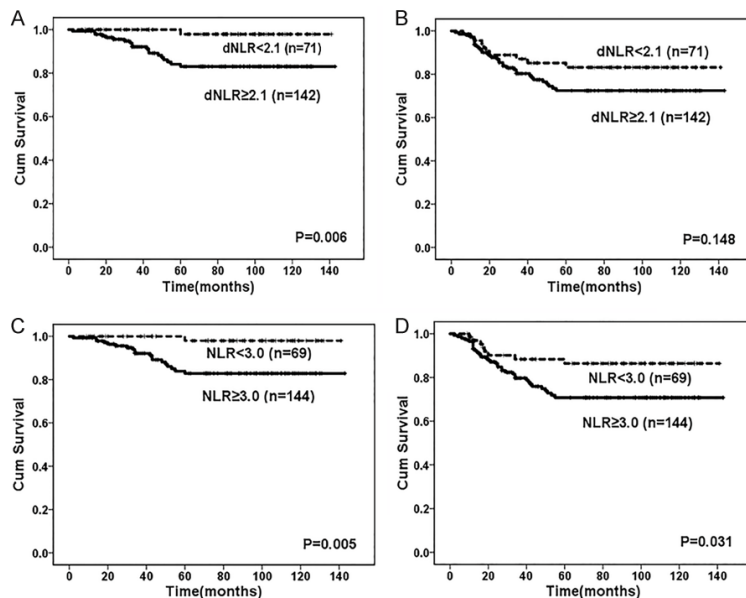 A
Cum Survival
1.0
0.8
0.6
0.4
0.2
0.0
dNLR<2.1 (n=71)
dNLR≥2.1 (n=142)
P=0.006
0 20 40 60 80 100 120 140
Time(months)
B
Cum Survival
1.0
0.8
0.6
0.4
0.2
0.0
dNLR<2.1 (n=71)
dNLR≥2.1 (n=142)
P=0.148
0 20 40 60 80 100 120 140
Time(months)
C
Cum Survival
1.0
0.8
0.6
0.4
0.2
0.0
NLR<3.0 (n=69)
NLR≥3.0 (n=144)
P=0.005
0 20 40 60 80 100 120 140
Time(months)
D
Cum Survival
1.0
0.8
0.6
0.4
0.2
0.0
NLR<3.0 (n=69)
NLR≥3.0 (n=144)
P=0.031
0 20 40 60 80 100 120 140
Time(months)